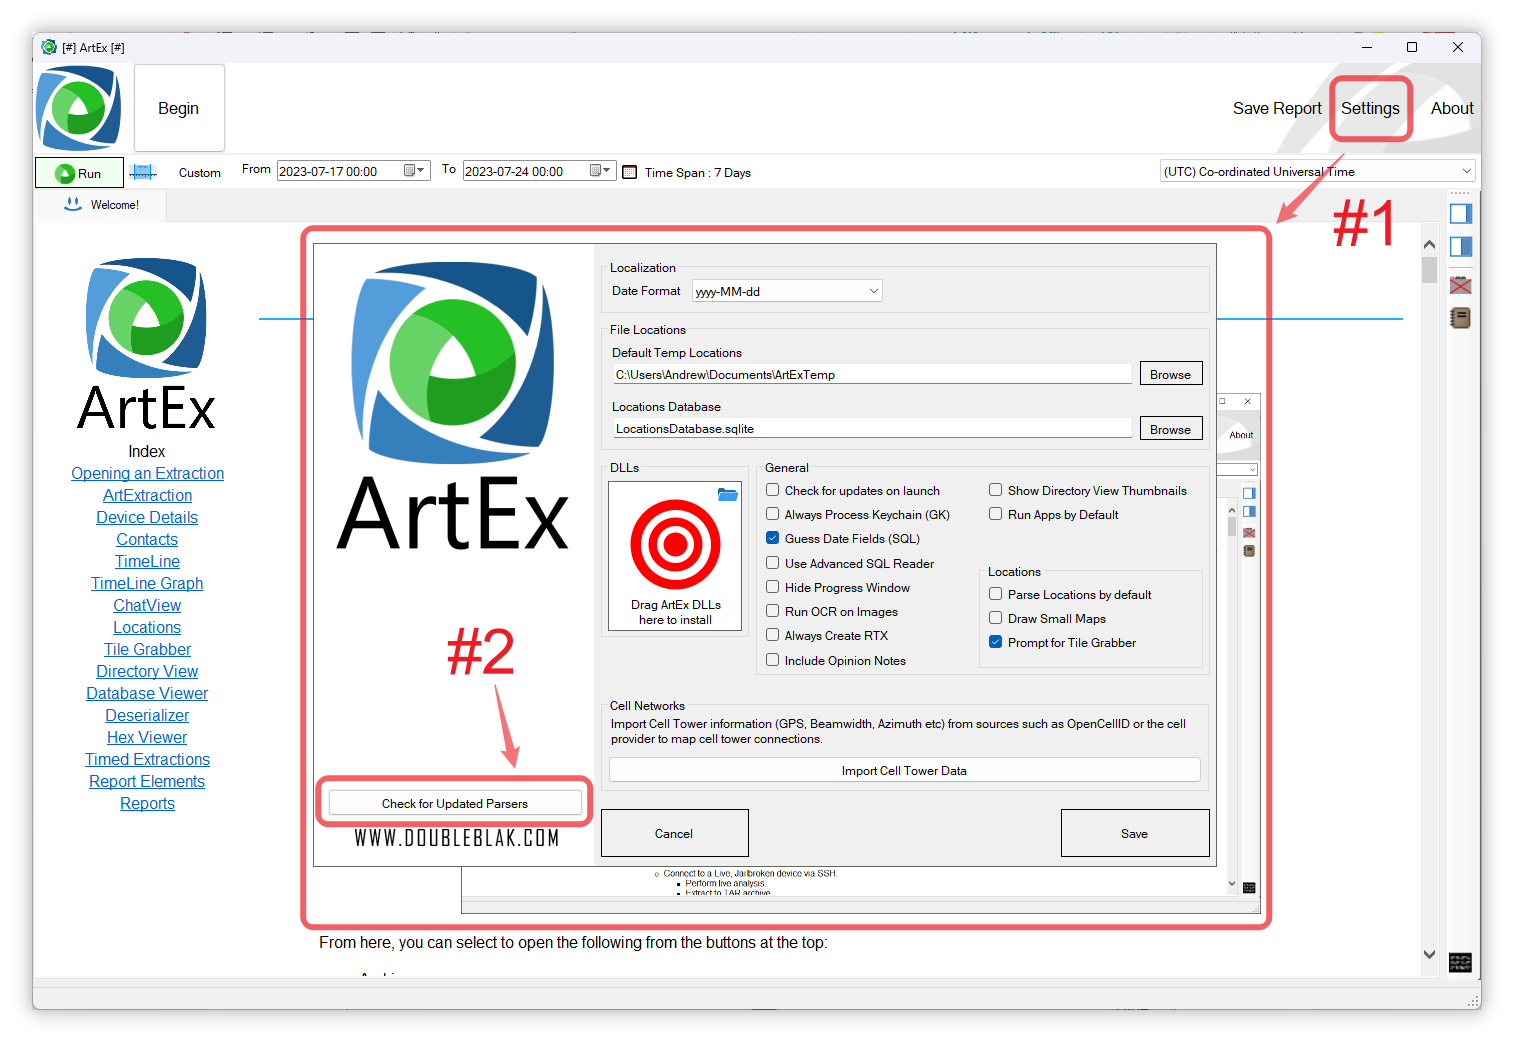 [#] ArtEx [#]
Begin
Save Report
Settings
About
Run
Custom
From
2023-07-17 00:00
To
2023-07-24 00:00
Time Span : 7 Days
(UTC) Co-ordinated Universal Time
Welcome!
#1
ArtEx
Index
Opening an Extraction
ArtExtraction
Device Details
Contacts
TimeLine
TimeLine Graph
ChatView
Locations
Tile Grabber
Directory View
Database Viewer
Deserializer
Hex Viewer
Timed Extractions
Report Elements
Reports
ArtEx
#2
Check for Updated Parsers
WWW.DOUBLEBLAK.COM
Localization
Date Format
yyyy-MM-dd
File Locations
Default Temp Locations
C:\Users\Andrew\Documents\ArtExTemp
Browse
Locations Database
LocationsDatabase.sqlite
Browse
DLLs
Drag ArtEx DLLs
here to install
General
Check for updates on launch
Always Process Keychain (GK)
Guess Date Fields (SQL)
Use Advanced SQL Reader
Hide Progress Window
Run OCR on Images
Always Create RTX
Include Opinion Notes
Show Directory View Thumbnails
Run Apps by Default
Locations
Parse Locations by default
Draw Small Maps
Prompt for Tile Grabber
Cell Networks
Import Cell Tower information (GPS, Beamwidth, Azimuth etc) from sources such as OpenCellID or the cell
provider to map cell tower connections.
Import Cell Tower Data
Cancel
Save
About
Connect to a Live, Jailbroken device via SSH.
Perform live analysis.
Extract to TAR archive
From here, you can select to open the following from the buttons at the top: